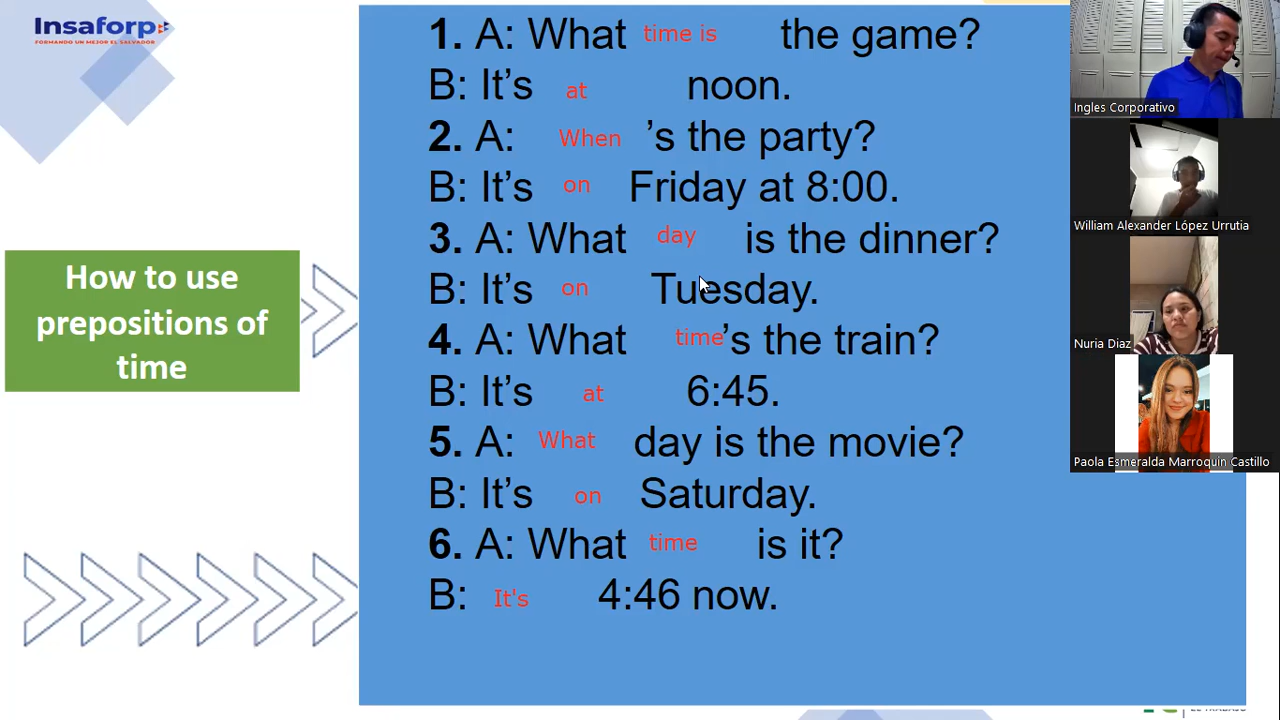 Insaforp
FORMANDO UN MEJOR EL SALVADOR
How to use
prepositions of
time
1. A: What time is the game?
B: It’s at noon.
2. A: When ’s the party?
B: It’s on Friday at 8:00.
3. A: What day is the dinner?
B: It’s on Tuesday.
4. A: What time ’s the train?
B: It’s at 6:45.
5. A: What day is the movie?
B: It’s on Saturday.
6. A: What time is it?
B: It's 4:46 now.
Ingles Corporativo
William Alexander López Urrutia
Nuria Diaz
Paola Esmeralda Marroquin Castillo